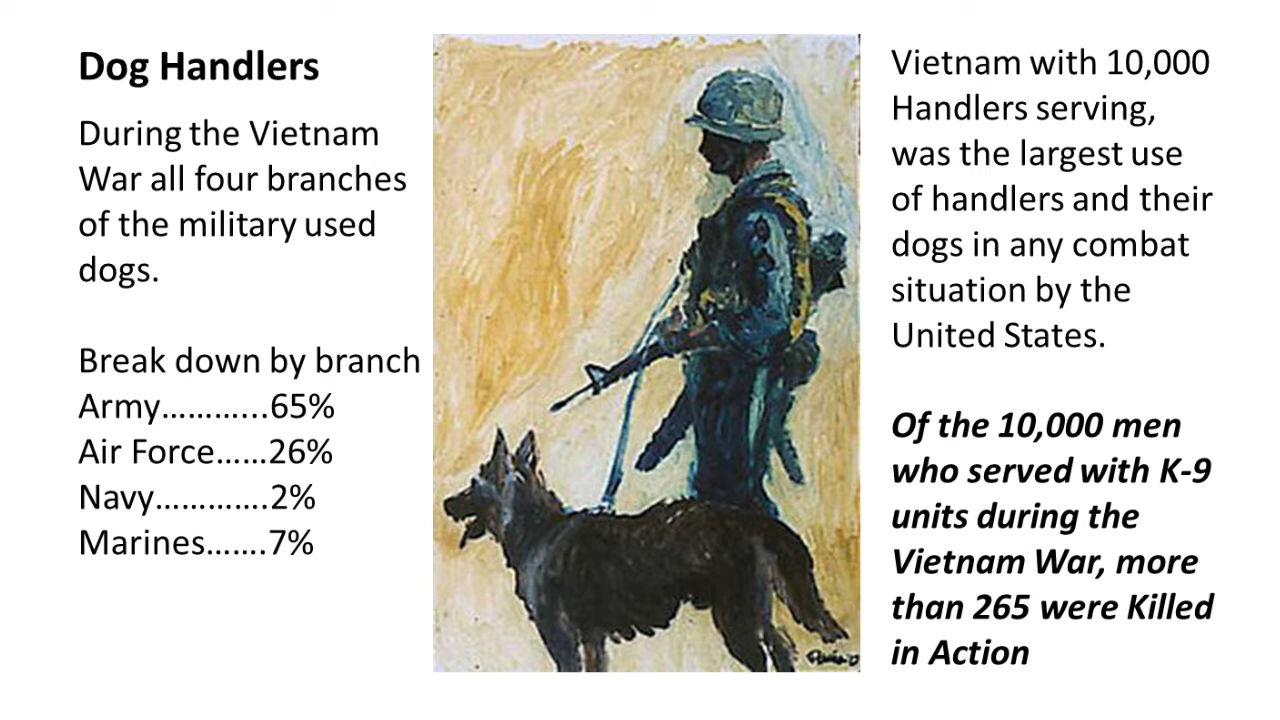 Dog Handlers
During the Vietnam
War all four branches
of the military used
dogs.
Break down by branch
Army………...65%
Air Force……26%
Navy………….2%
Marines…….7%
Vietnam with 10,000
Handlers serving,
was the largest use
of handlers and their
dogs in any combat
situation by the
United States.
Of the 10,000 men
who served with K-9
units during the
Vietnam War, more
than 265 were Killed
in Action